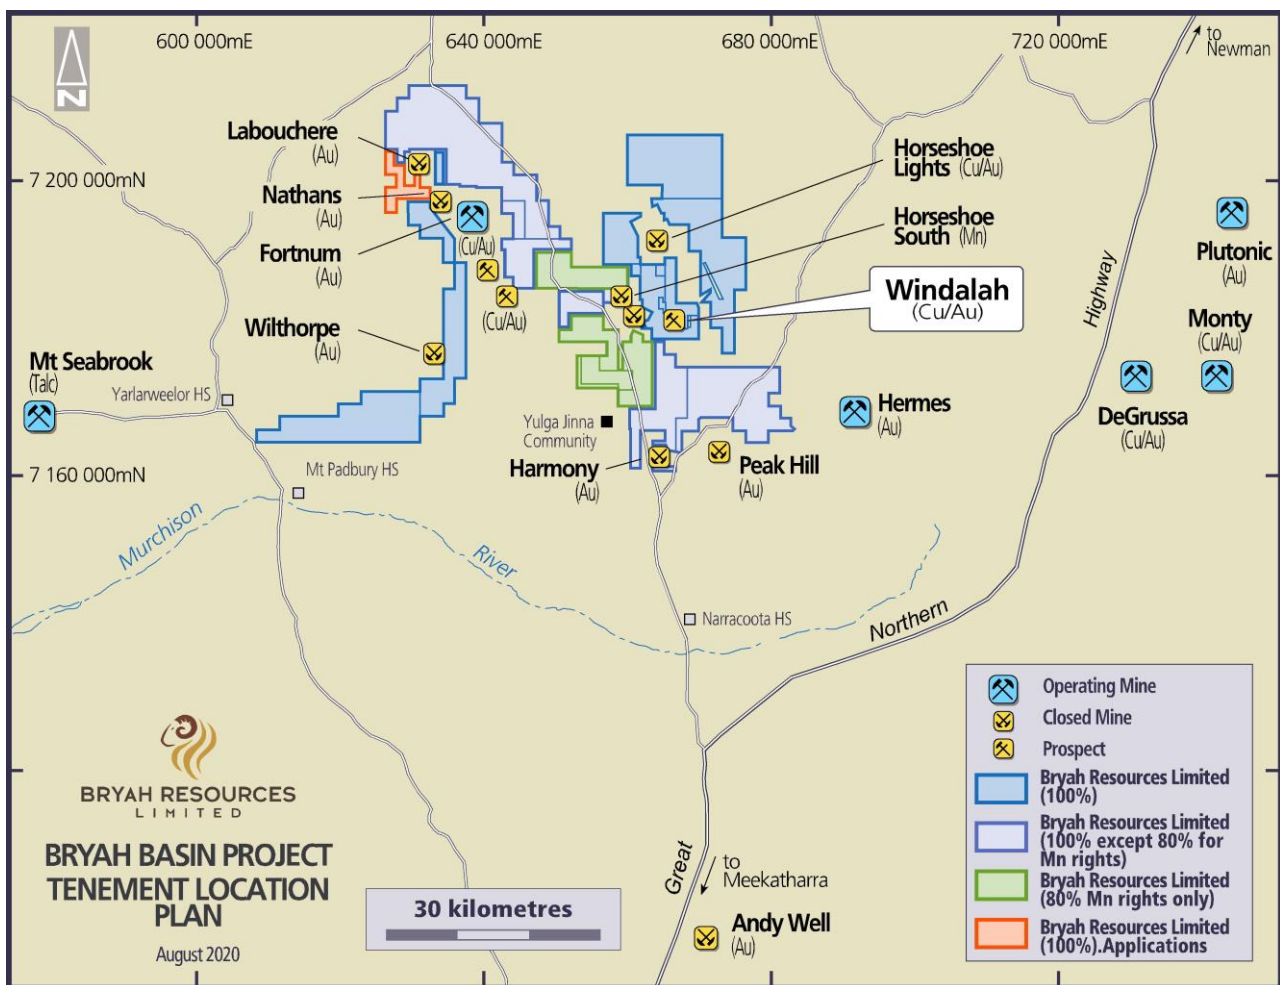 600 000mE
640 000mE
680 000mE
720 000mE
to
Newman
N
Labouchere
(Au)
Horseshoe
Lights (Cu/Au)
7 200 000mN
Nathans
(Au)
Horseshoe
South (Mn)
Fortnum
(Au)
(Cu/Au)
Plutonic
(Au)
Highway
Windalah
(Cu/Au)
(Cu/Au)
Wilthorpe
(Au)
Monty
(Cu/Au)
Mt Seabrook
(Talc)
Yarlarweelor HS
Hermes
(Au)
DeGrussa
(Cu/Au)
Yulga Jinna
Community
Mt Padbury HS
Harmony
(Au)
Peak Hill
(Au)
7 160 000mN
Murchison
River
Narracoota HS
Northern
Great
to
Meekatharra
Andy Well
(Au)
BRYAH RESOURCES
LIMITED
BRYAH BASIN PROJECT
TENEMENT LOCATION
PLAN
August 2020
30 kilometres
Operating Mine
Closed Mine
Prospect
Bryah Resources Limited
(100%)
Bryah Resources Limited
(100% except 80% for
Mn rights)
Bryah Resources Limited
(80% Mn rights only)
Bryah Resources Limited
(100%).Applications